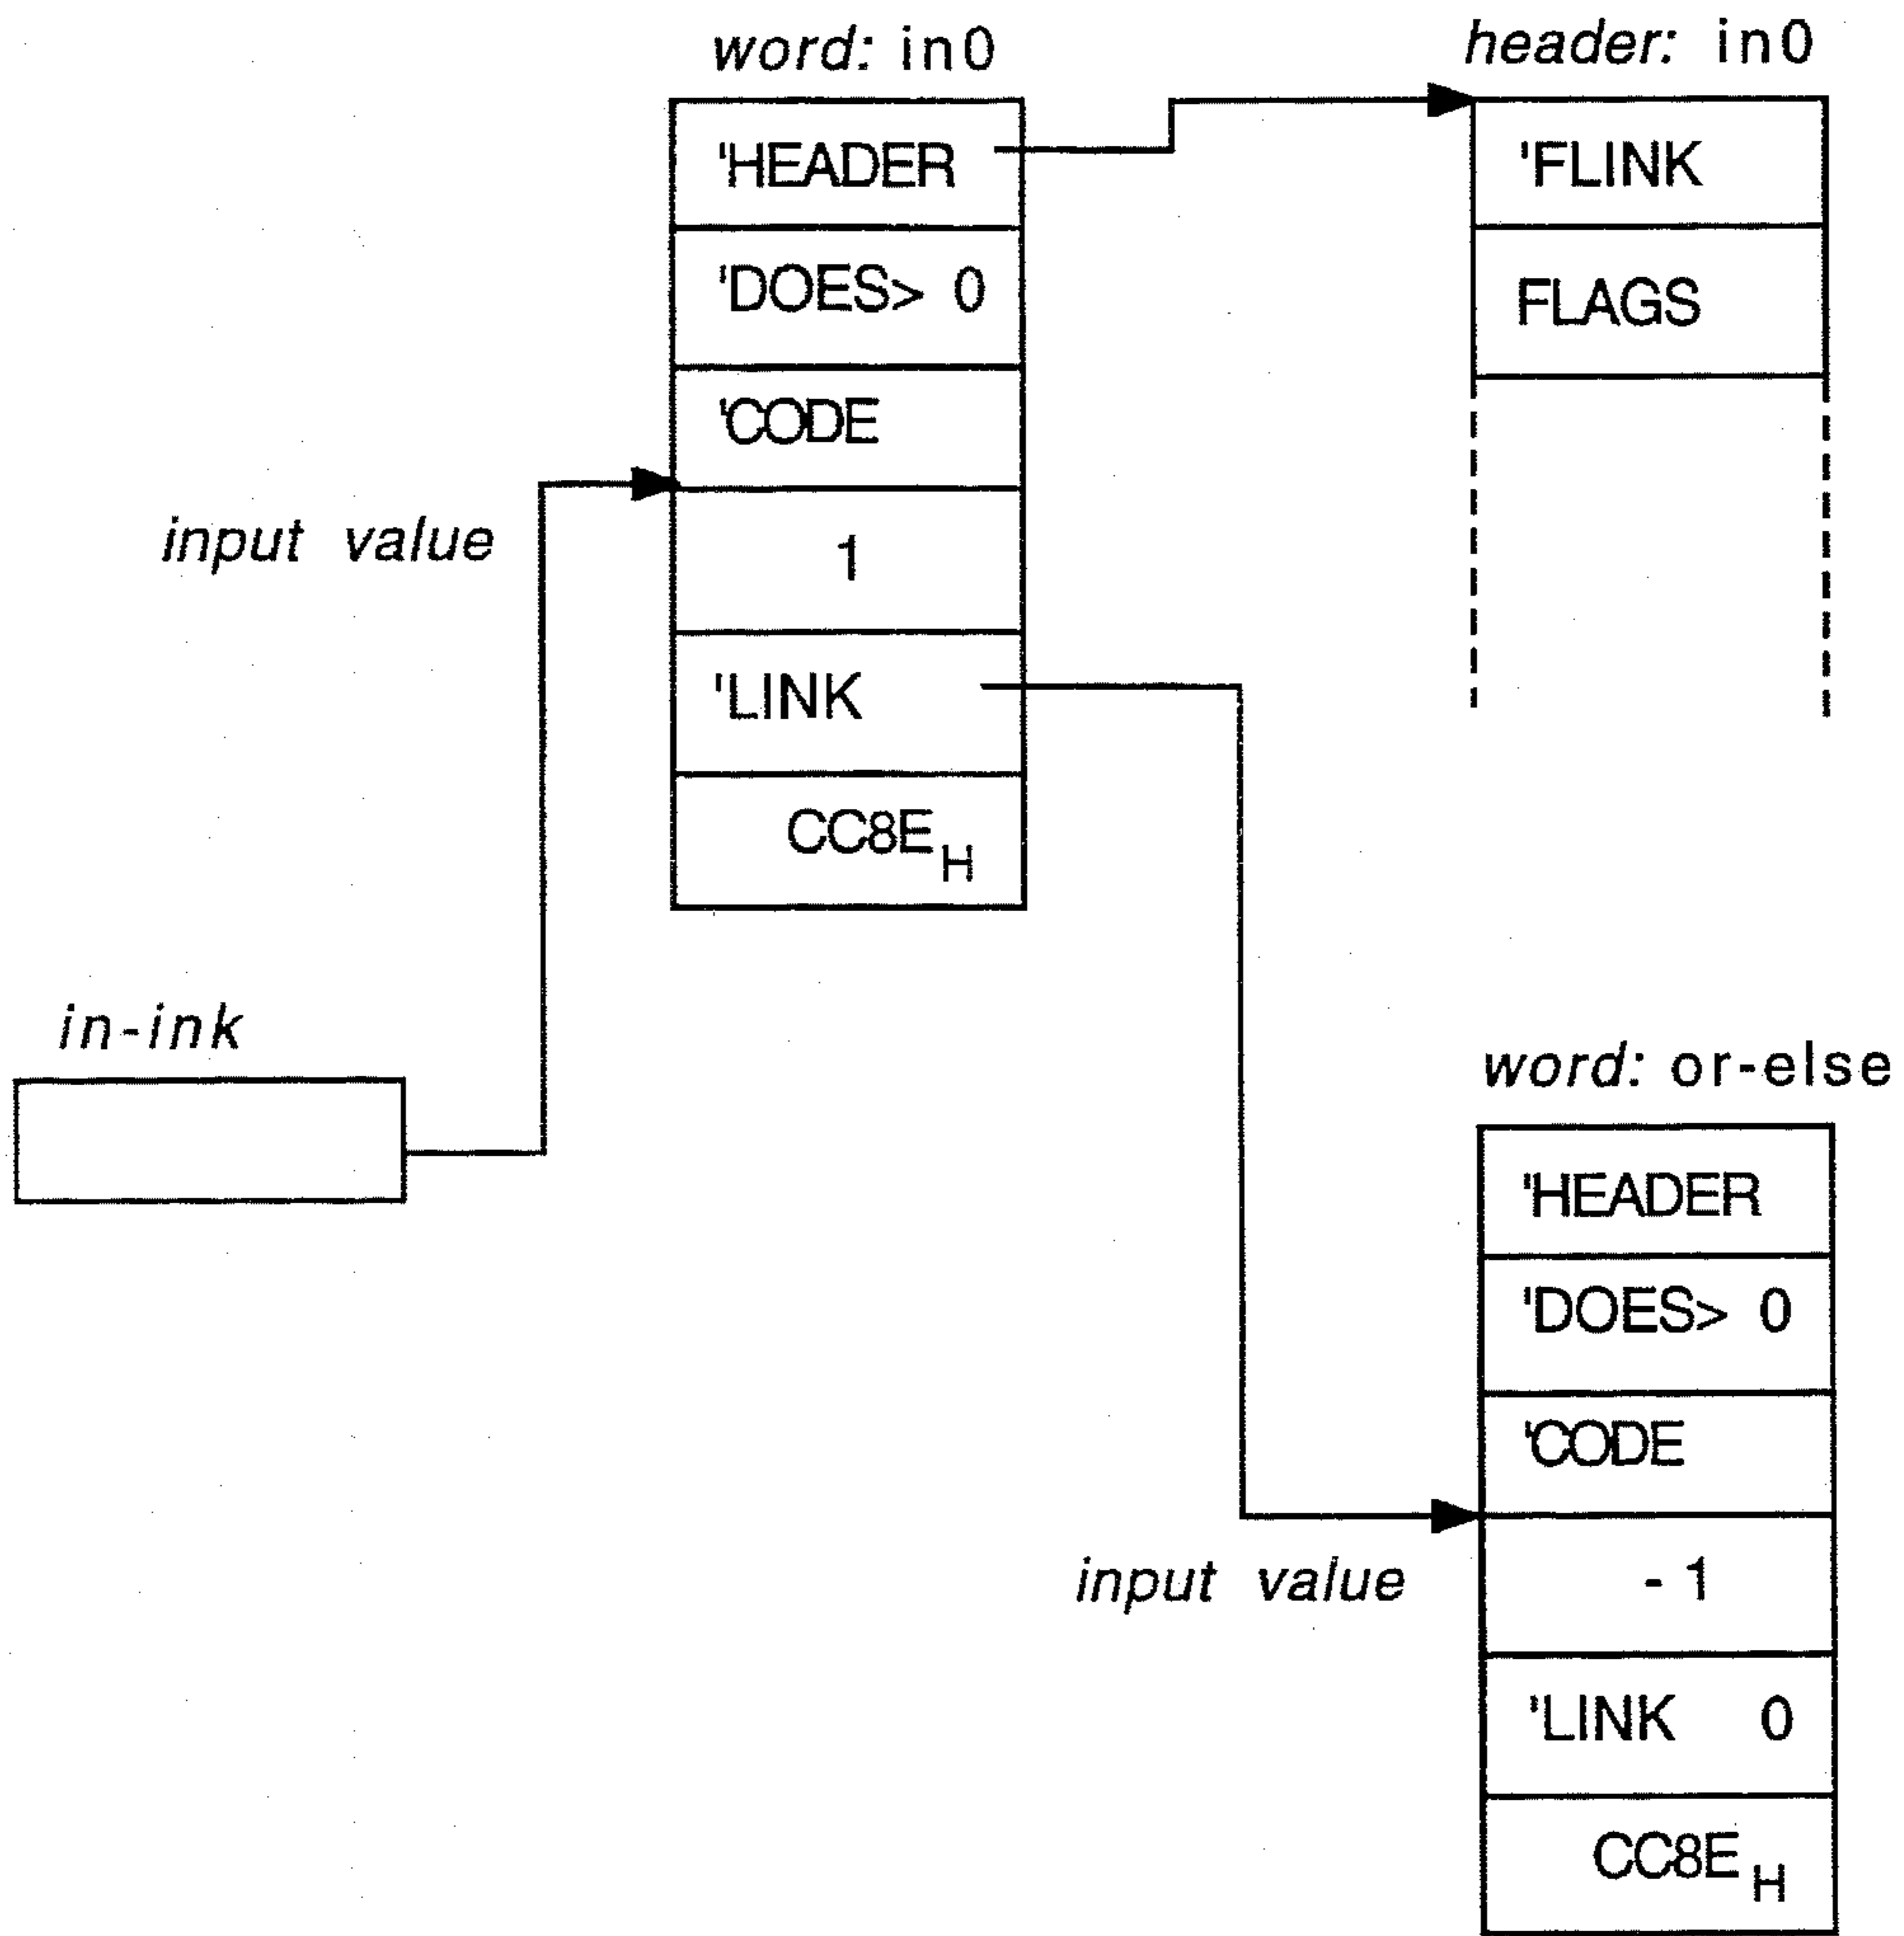 word: in0
'HEADER
'DOES> 0
'CODE
1
'LINK
CC8EH
input value
header: in0
'FLINK
FLAGS
in-ink
word: or-else
'HEADER
'DOES> 0
'CODE
-1
'LINK 0
CC8EH
input value